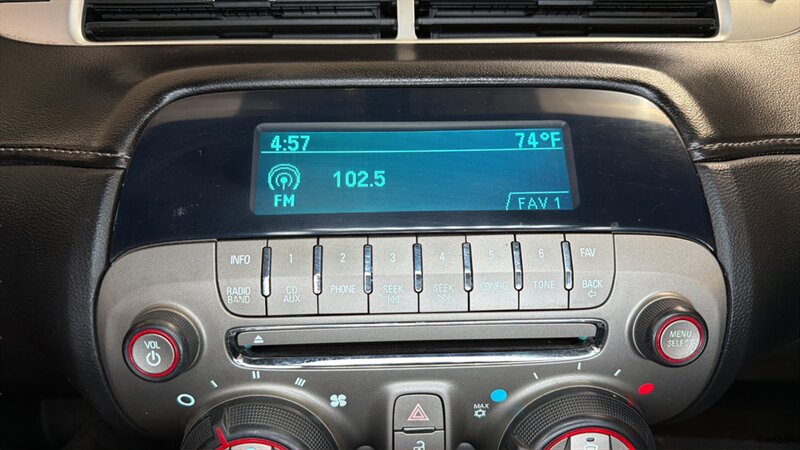 4:57 74°F
102.5
FM FAV 1
INFO 1 2 3 4 5 6 FAV
RADIO BAND CD AUX PHONE SEEK SEEK CONFIG TONE BACK
VOL
MENU
SELECT
MAX